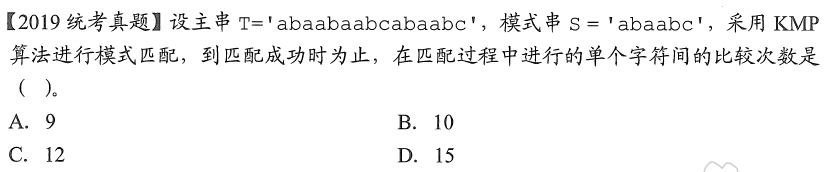 【2019 统考真题】设主串 T='abaabaabcabaabc'，模式串 S = 'abaabc'，采用 KMP
算法进行模式匹配，到匹配成功时为止，在匹配过程中进行的单个字符间的比较次数是
（ ）。
A. 9 B. 10
C. 12 D. 15